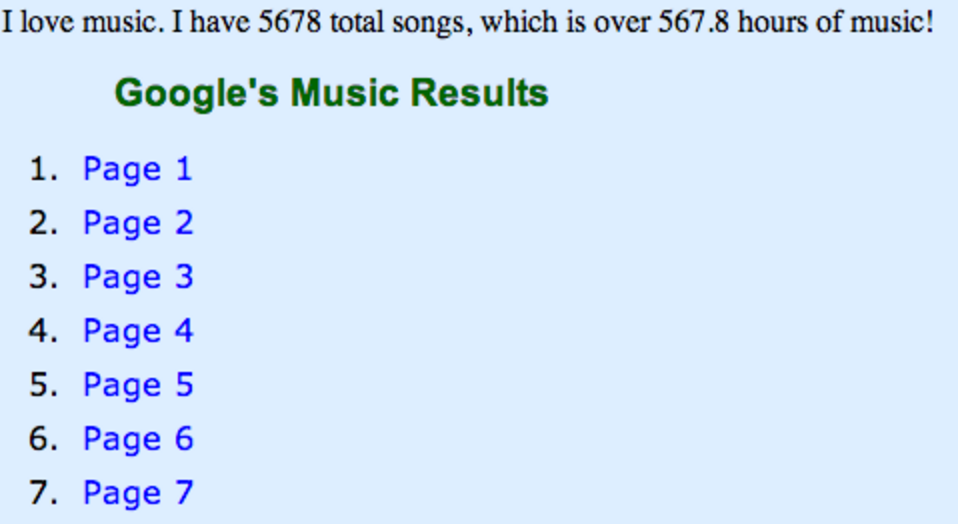 I love music. I have 5678 total songs, which is over 567.8 hours of music!
Google's Music Results
1. Page 1
2. Page 2
3. Page 3
4. Page 4
5. Page 5
6. Page 6
7. Page 7